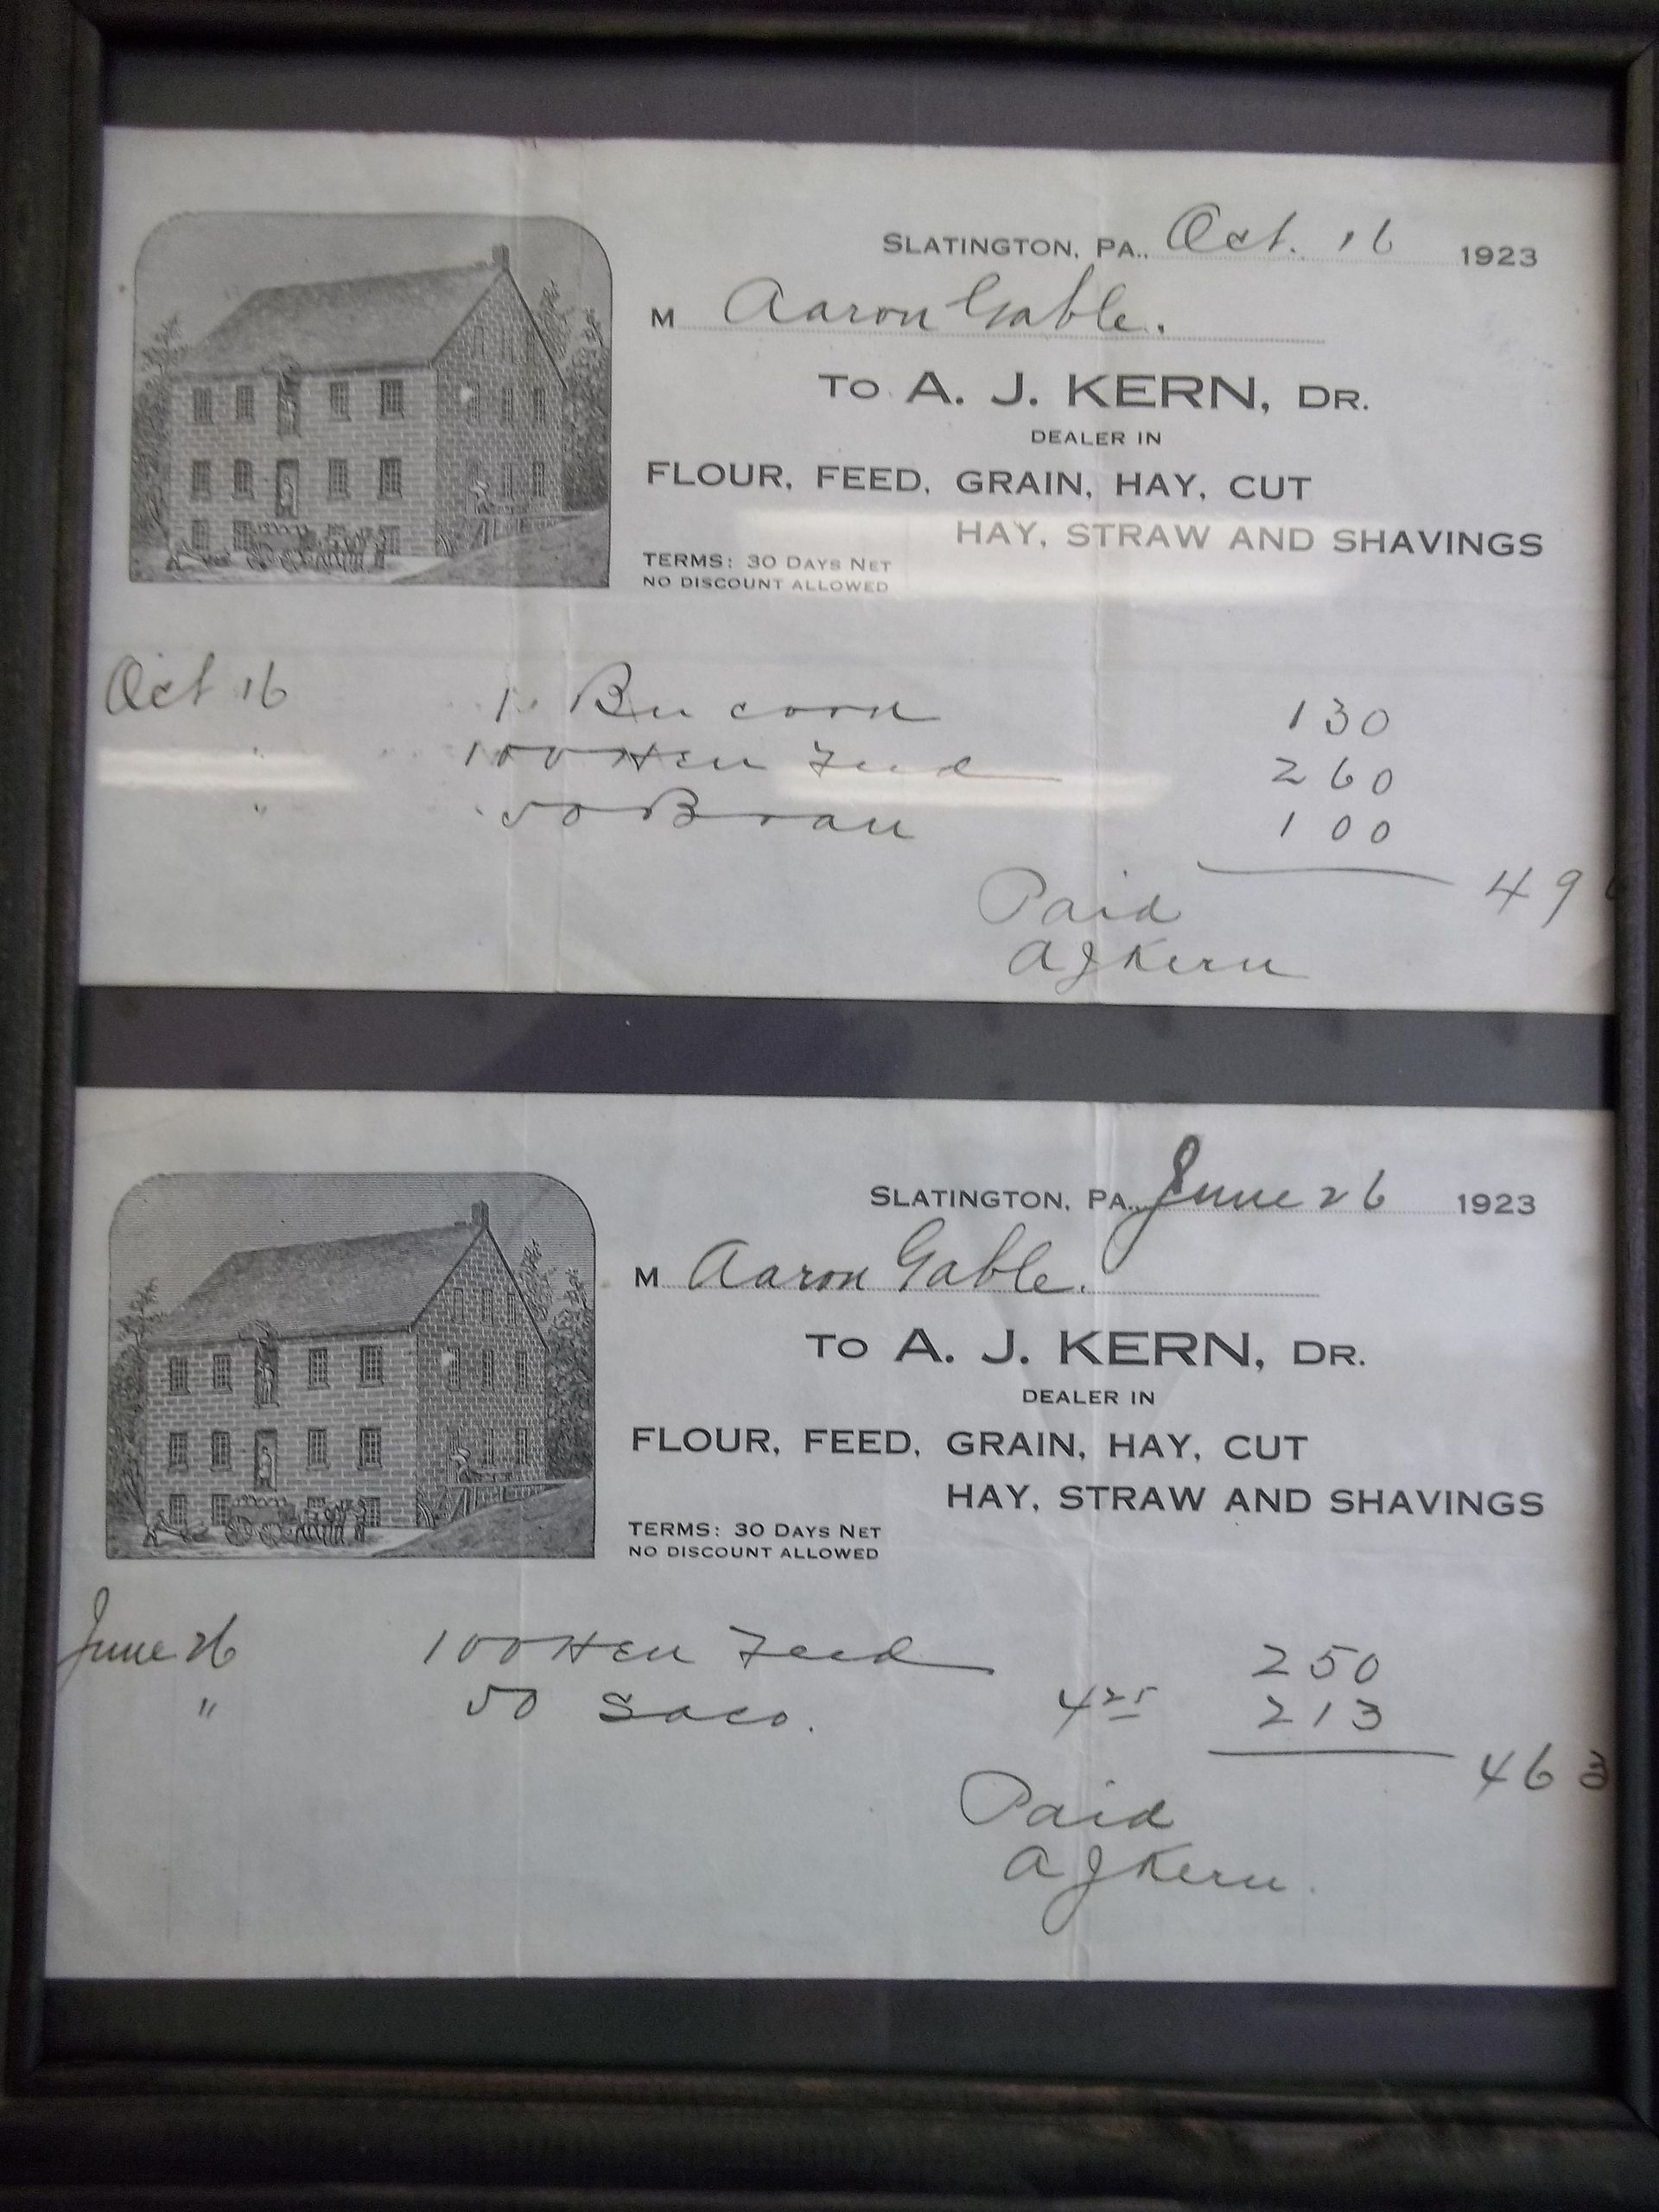 SLATINGTON, PA., Oct. 16 1923
M Aaron Gable.
TO A. J. KERN, DR.
DEALER IN
FLOUR, FEED, GRAIN, HAY, CUT
HAY, STRAW AND SHAVINGS
TERMS: 30 DAYS NET
NO DISCOUNT ALLOWED
Oct 16 1 Bu corn 130
" 100 Hen Feed 260
" 50 Bran 100
49
Paid
A J Kern
SLATINGTON, PA., June 26 1923
M Aaron Gable.
TO A. J. KERN, DR.
DEALER IN
FLOUR, FEED, GRAIN, HAY, CUT
HAY, STRAW AND SHAVINGS
TERMS: 30 DAYS NET
NO DISCOUNT ALLOWED
June 26 100 Hen Feed 250
" 50 4 25 213
463
Paid
A J Kern.